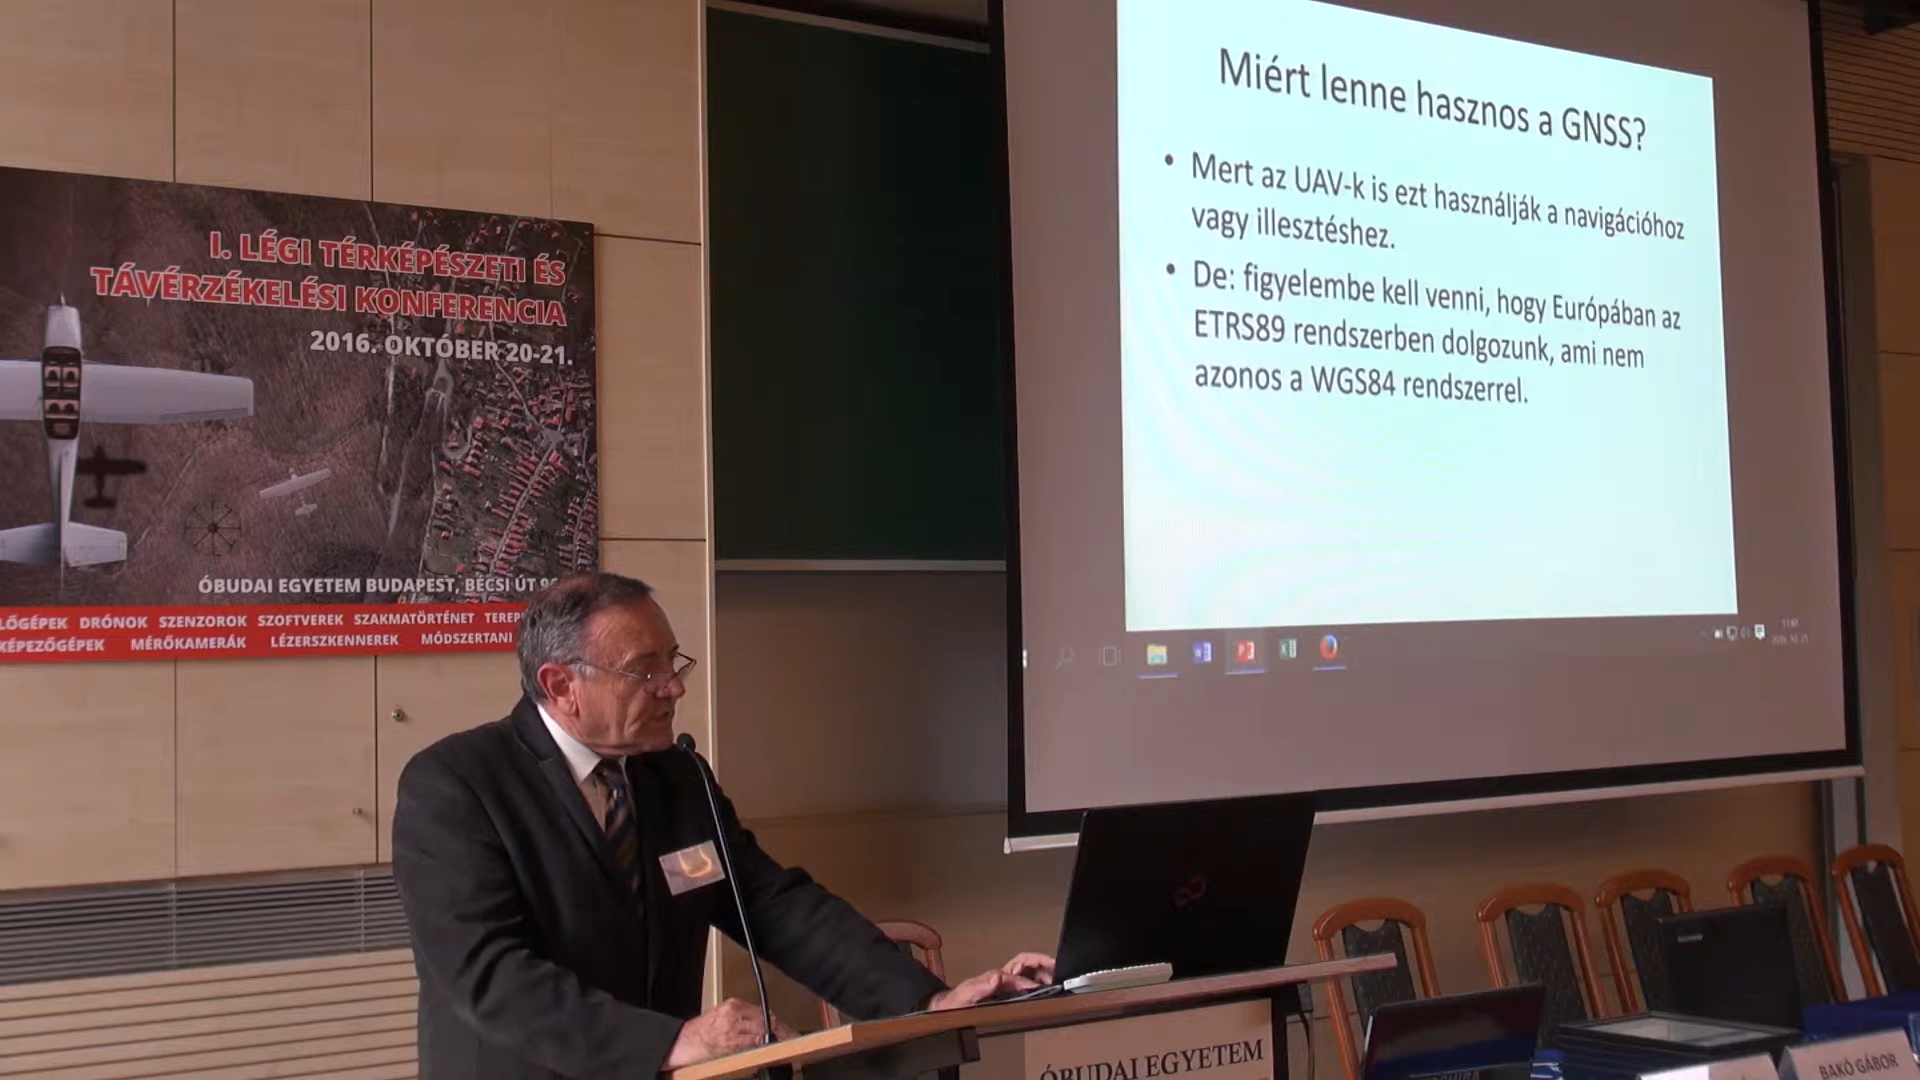 I. LÉGI TÉRKÉPÉSZETI ÉS
TÁVÉRZÉKELÉSI KONFERENCIA
2016. OKTÓBER 20-21.
ÓBUDAI EGYETEM BUDAPEST, BÉCSI ÚT
DRÓNOK SZENZOROK SZOFTVEREK SZAKMATÖRTÉNET
MÉRŐKAMERÁK LÉZERSZKENNEREK MÓDSZERTANI
Miért lenne hasznos a GNSS?
• Mert az UAV-k is ezt használják a navigációhoz
vagy illesztéshez.
• De: figyelembe kell venni, hogy Európában az
ETRS89 rendszerben dolgozunk, ami nem
azonos a WGS84 rendszerrel.
ÓBUDAI EGYETEM
BAKÓ GÁBOR